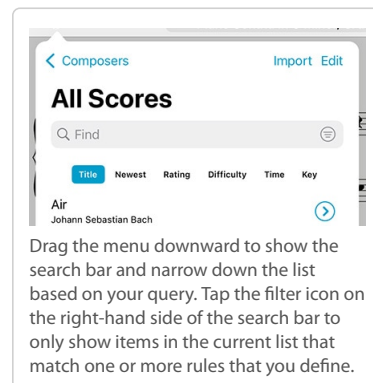 Composers
Import Edit
All Scores
Find
Title Newest Rating Difficulty Time Key
Air
Johann Sebastian Bach
Drag the menu downward to show the
search bar and narrow down the list
based on your query. Tap the filter icon on
the right-hand side of the search bar to
only show items in the current list that
match one or more rules that you define.